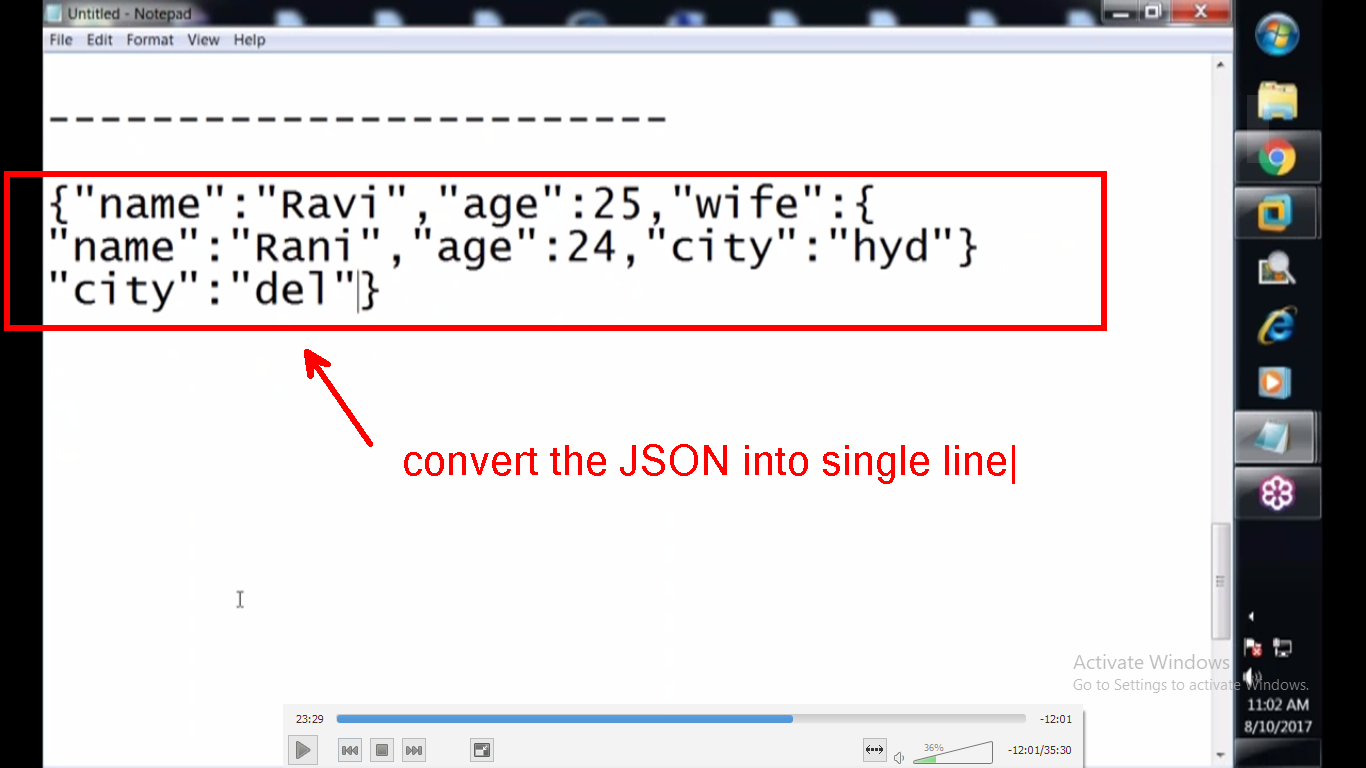 Untitled - Notepad
File Edit Format View Help
-------------------------
{"name":"Ravi","age":25,"wife":{
"name":"Rani","age":24,"city":"hyd"}
"city":"del"}
convert the JSON into single line
Activate Windows
Go to Settings to activate Windows.
11:02 AM
8/10/2017
23:29
-12:01
36%
-12:01/35:30